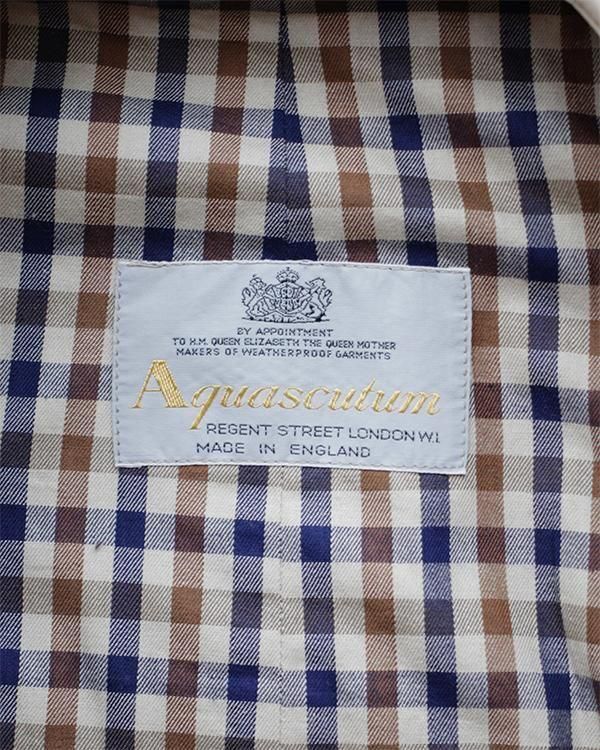 BY APPOINTMENT
TO H.M. QUEEN ELIZABETH THE QUEEN MOTHER
MAKERS OF WEATHERPROOF GARMENTS
Aquascutum
REGENT STREET LONDON W.1.
MADE IN ENGLAND